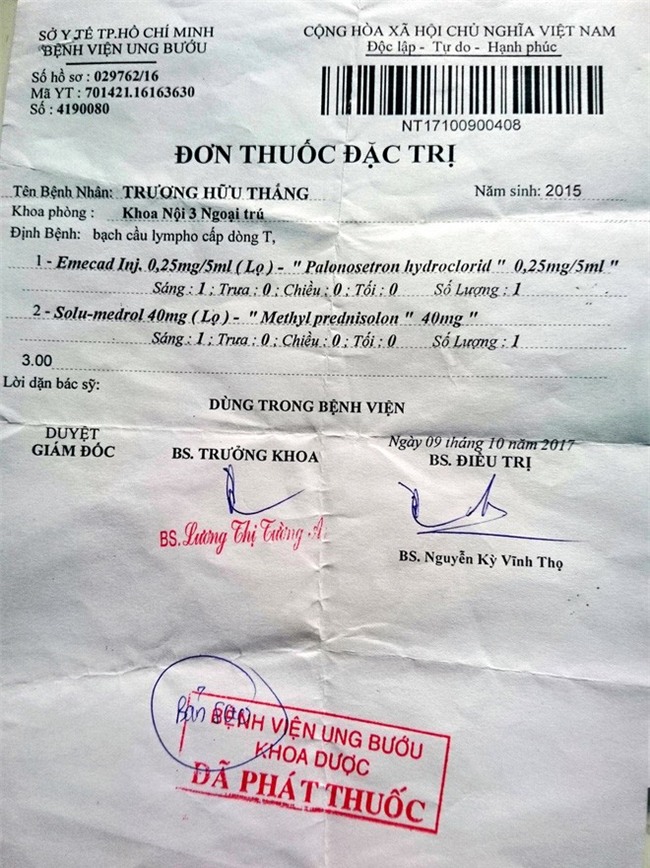 SỞ Y TẾ TP.HỒ CHÍ MINH
BỆNH VIỆN UNG BƯỚU
CỘNG HÒA XÃ HỘI CHỦ NGHĨA VIỆT NAM
Độc lập - Tự do - Hạnh phúc
Số hồ sơ : 029762/16
Mã YT : 701421.16163630
Số : 4190080
NT17100900408
ĐƠN THUỐC ĐẶC TRỊ
Tên Bệnh Nhân: TRƯƠNG HỮU THẮNG Năm sinh: 2015
Khoa phòng : Khoa Nội 3 Ngoại trú
Định Bệnh: bạch cầu lympho cấp dòng T,
1 - Emecad Inj. 0,25mg/5ml ( Lọ ) - " Palonosetron hydroclorid " 0,25mg/5ml "
Sáng : 1 ; Trưa : 0 ; Chiều : 0 ; Tối : 0 Số Lượng : 1
2 - Solu-medrol 40mg ( Lọ ) - " Methyl prednisolon " 40mg "
Sáng : 1 ; Trưa : 0 ; Chiều : 0 ; Tối : 0 Số Lượng : 1
3.00
Lời dặn bác sỹ:
DÙNG TRONG BỆNH VIỆN
Ngày 09 tháng 10 năm 2017
DUYỆT
GIÁM ĐỐC
BS. TRƯỞNG KHOA
BS. ĐIỀU TRỊ
BS. Lương Thị Tường A
BS. Nguyễn Kỳ Vĩnh Thọ
Bản
BỆNH VIỆN UNG BƯỚU
KHOA DƯỢC
ĐÃ PHÁT THUỐC